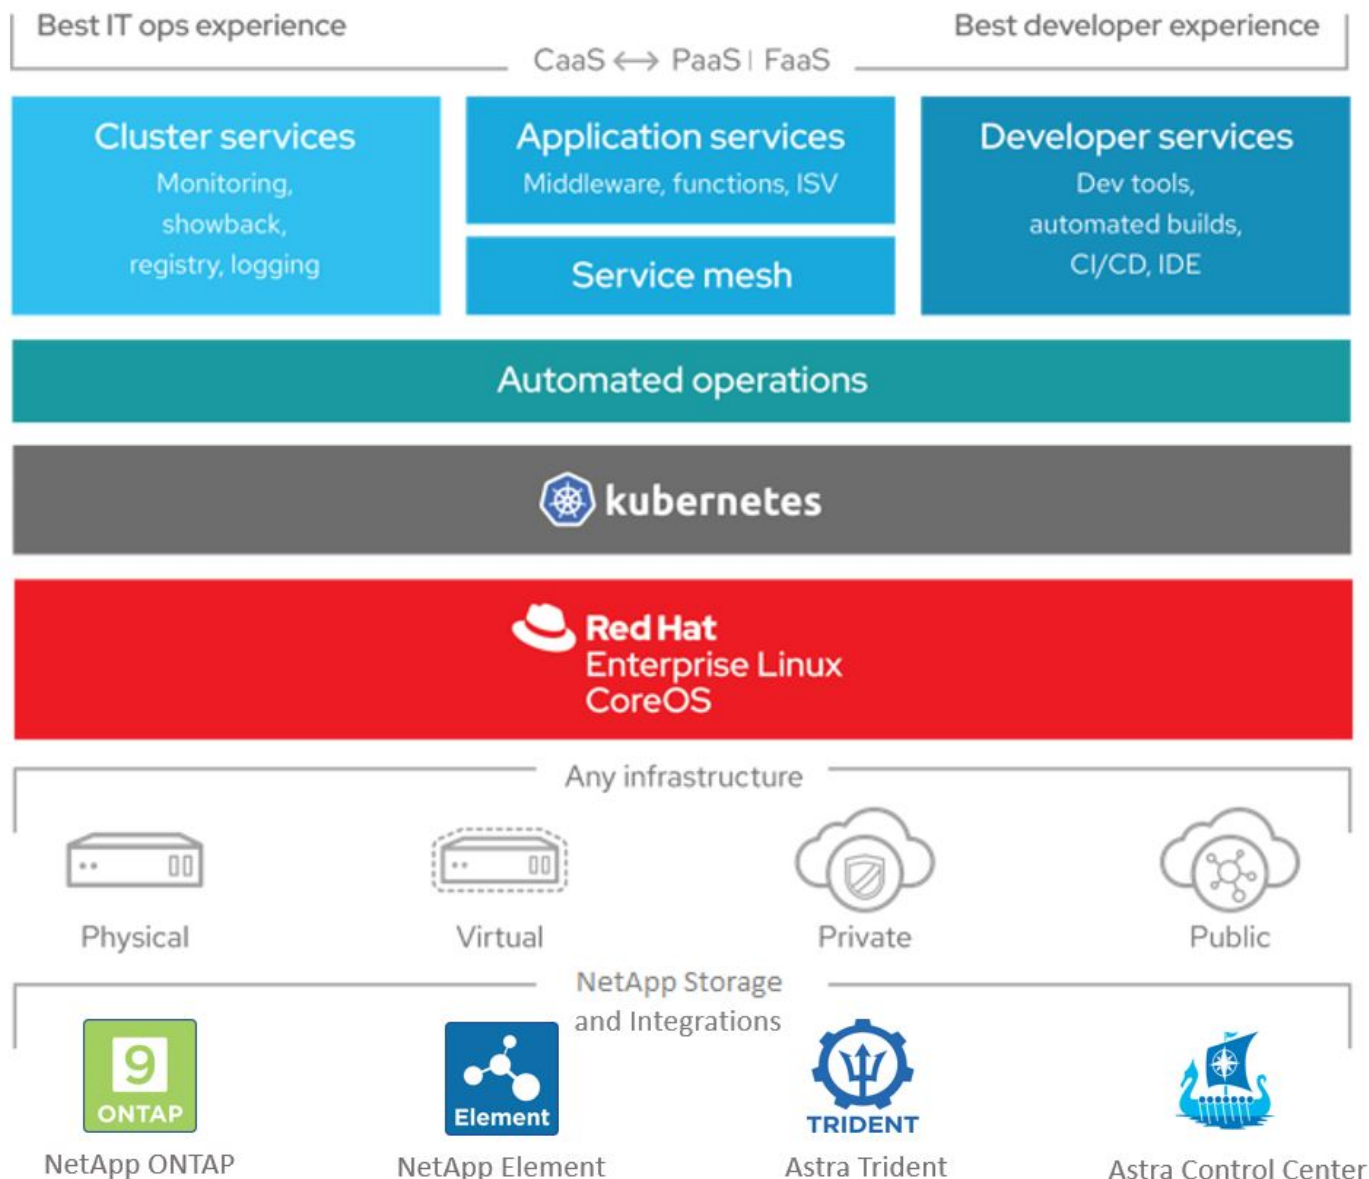 Best IT ops experience
Best developer experience
CaaS ↔ PaaS | FaaS
Cluster services
Monitoring,
showback,
registry, logging
Application services
Middleware, functions, ISV
Service mesh
Developer services
Dev tools,
automated builds,
CI/CD, IDE
Automated operations
kubernetes
Red Hat
Enterprise Linux
CoreOS
Any infrastructure
Physical
Virtual
Private
Public
NetApp Storage
and Integrations
9
ONTAP
NetApp ONTAP
Element
NetApp Element
TRIDENT
Astra Trident
Astra Control Center